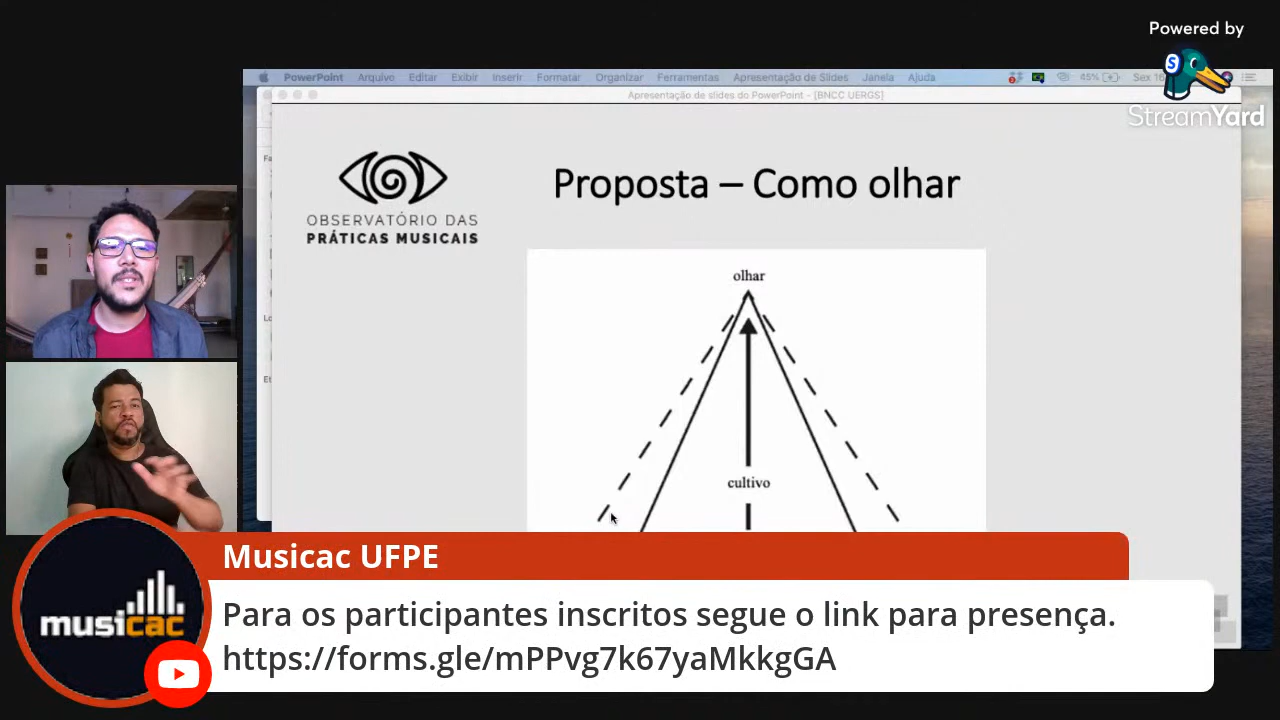 Powered by
StreamYard
PowerPoint Arquivo Editar Exibir Inserir Formatar Organizar Ferramentas Apresentação de Slides Janela Ajuda 45% Sex
Apresentação de slides do PowerPoint - [BNCC UERGS]
OBSERVATÓRIO DAS
PRÁTICAS MUSICAIS
Proposta – Como olhar
olhar
cultivo
Musicac UFPE
musicac
Para os participantes inscritos segue o link para presença.
https://forms.gle/mPPvg7k67yaMkkgGA